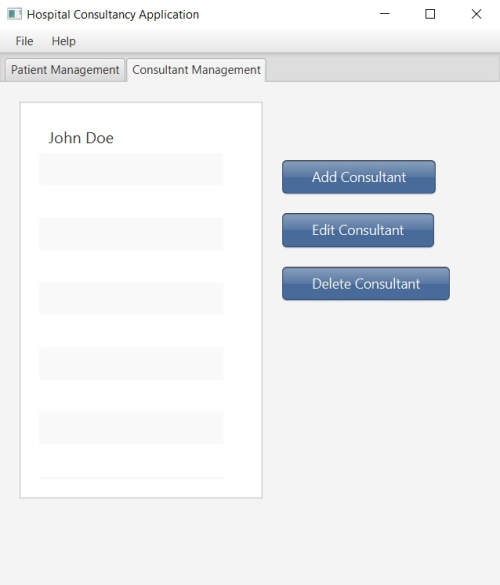 Hospital Consultancy Application
File Help
Patient Management Consultant Management
John Doe
Add Consultant
Edit Consultant
Delete Consultant